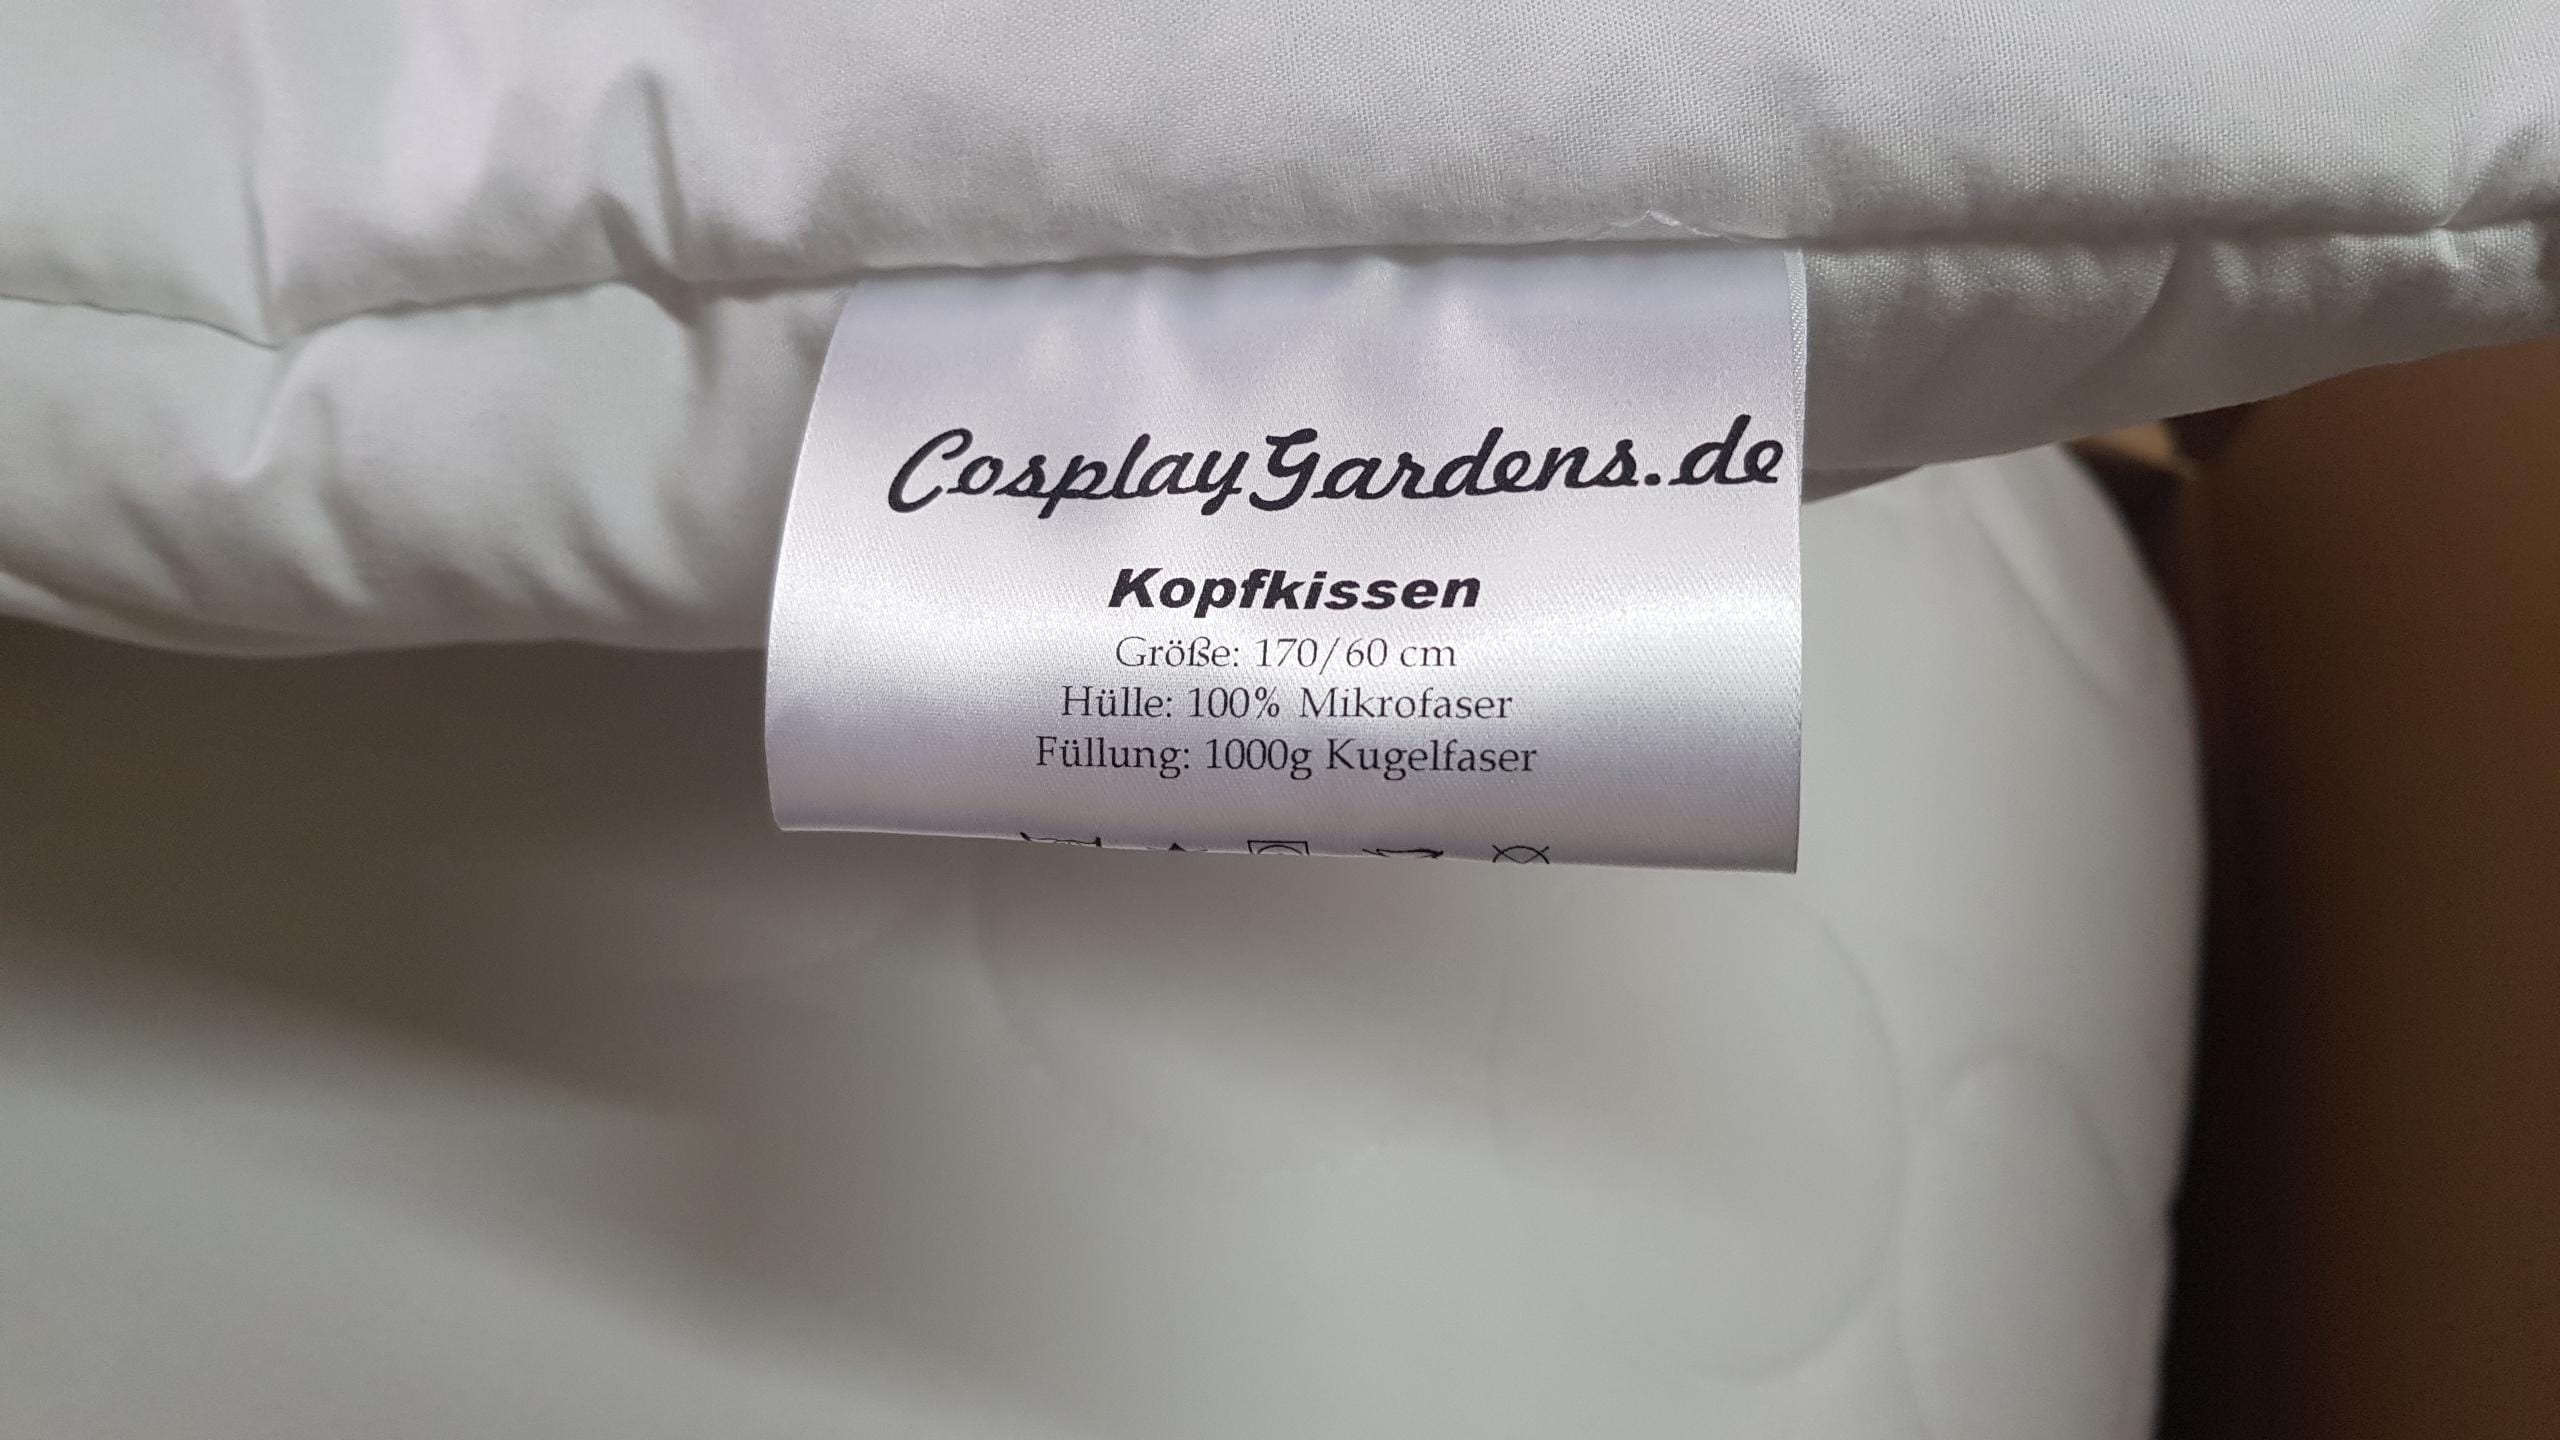 CosplayGardens.de
Kopfkissen
Größe: 170/60 cm
Hülle: 100% Mikrofaser
Füllung: 1000g Kugelfaser